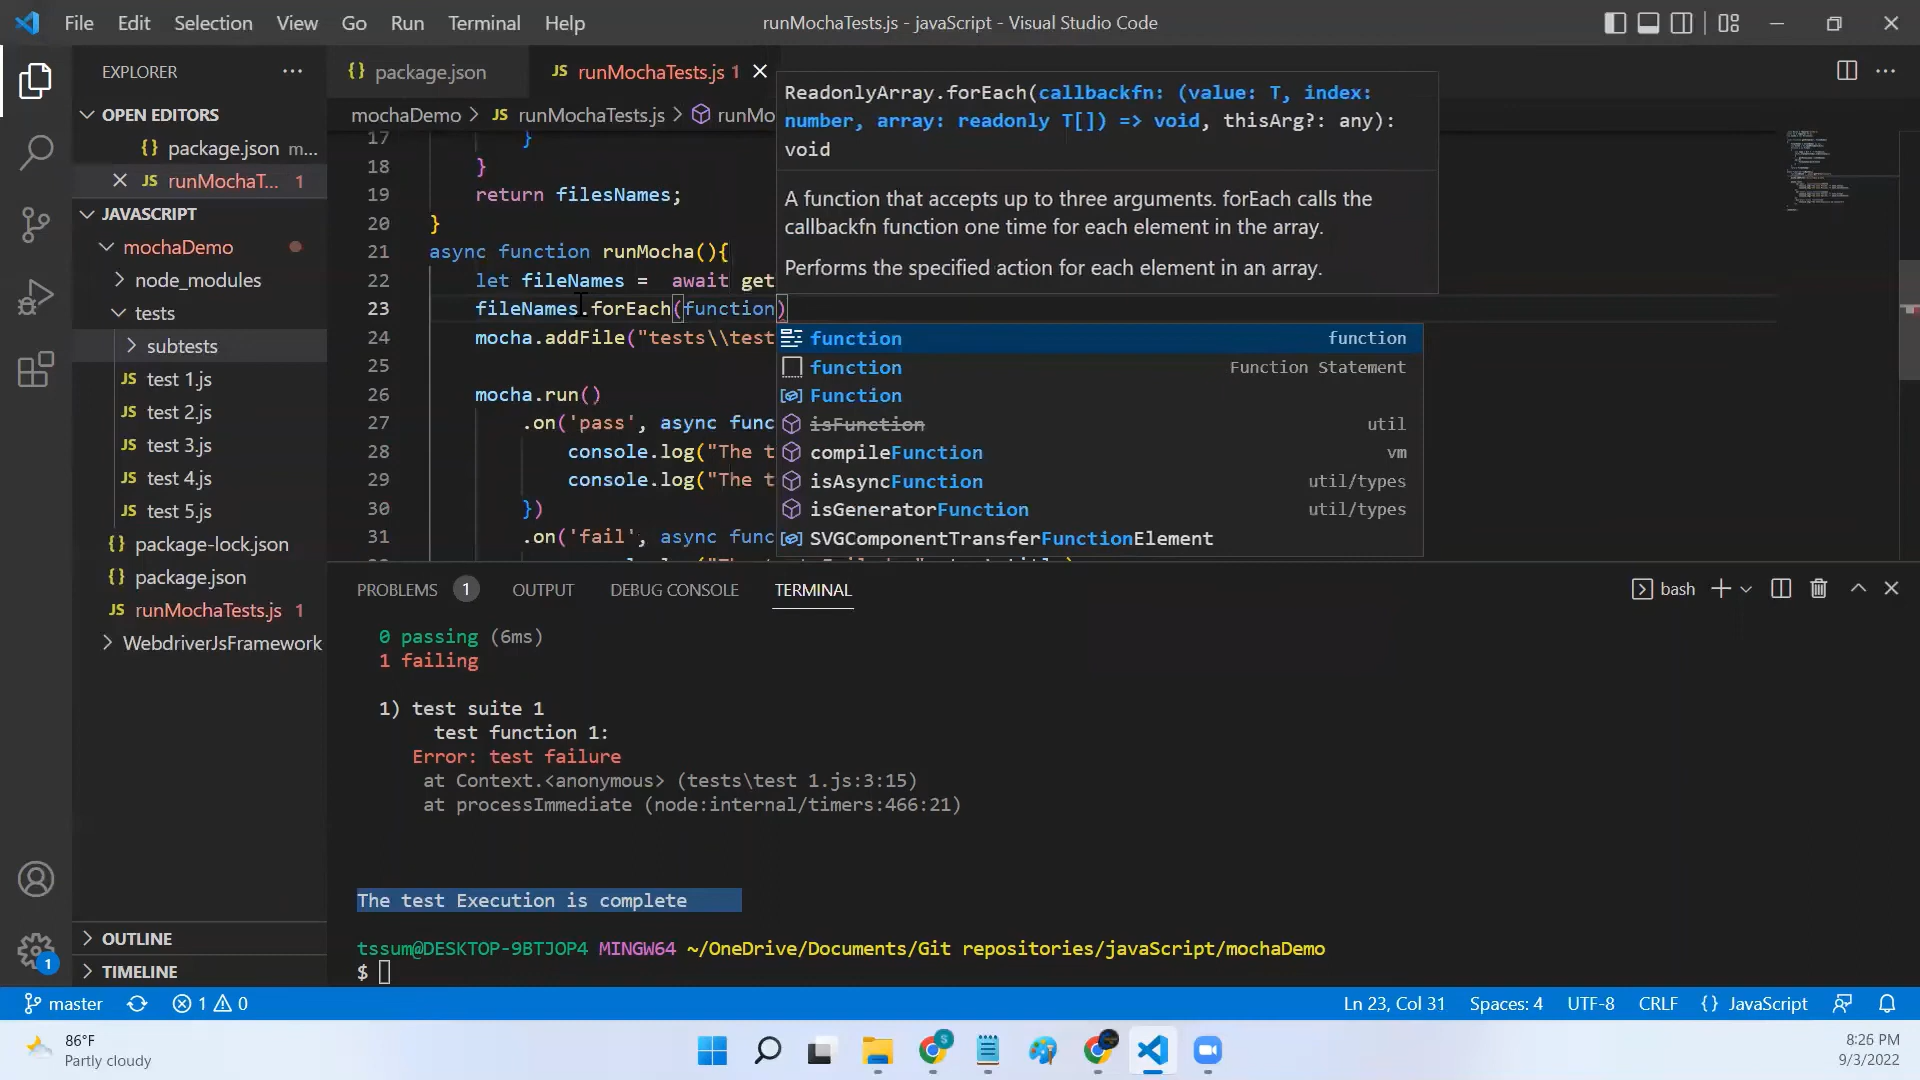 File Edit Selection View Go Run Terminal Help
runMochaTests.js - javaScript - Visual Studio Code
EXPLORER
OPEN EDITORS
{} package.json m...
JS runMochaT... 1
JAVASCRIPT
mochaDemo
node_modules
tests
subtests
JS test 1.js
JS test 2.js
JS test 3.js
JS test 4.js
JS test 5.js
{} package-lock.json
{} package.json
JS runMochaTests.js 1
WebdriverJsFramework
OUTLINE
TIMELINE
{} package.json
JS runMochaTests.js 1
mochaDemo > JS runMochaTests.js > runMo
17 }
18 }
19 return filesNames;
20 }
21 async function runMocha(){
22 let fileNames = await get
23 fileNames.forEach(function)
24 mocha.addFile("tests\\test
25
26 mocha.run()
27 .on('pass', async func
28 console.log("The t
29 console.log("The t
30 })
31 .on('fail', async func
ReadonlyArray.forEach(callbackfn: (value: T, index:
number, array: readonly T[]) => void, thisArg?: any):
void
A function that accepts up to three arguments. forEach calls the
callbackfn function one time for each element in the array.
Performs the specified action for each element in an array.
function function
function Function Statement
Function
isFunction util
compileFunction vm
isAsyncFunction util/types
isGeneratorFunction util/types
SVGComponentTransferFunctionElement
PROBLEMS 1 OUTPUT DEBUG CONSOLE TERMINAL
bash
0 passing (6ms)
1 failing
1) test suite 1
test function 1:
Error: test failure
at Context.<anonymous> (tests\test 1.js:3:15)
at processImmediate (node:internal/timers:466:21)
The test Execution is complete
tssum@DESKTOP-9BTJOP4 MINGW64 ~/OneDrive/Documents/Git repositories/javaScript/mochaDemo
$
1
master 1 0
Ln 23, Col 31 Spaces: 4 UTF-8 CRLF {} JavaScript
86°F
Partly cloudy
S
8:26 PM
9/3/2022